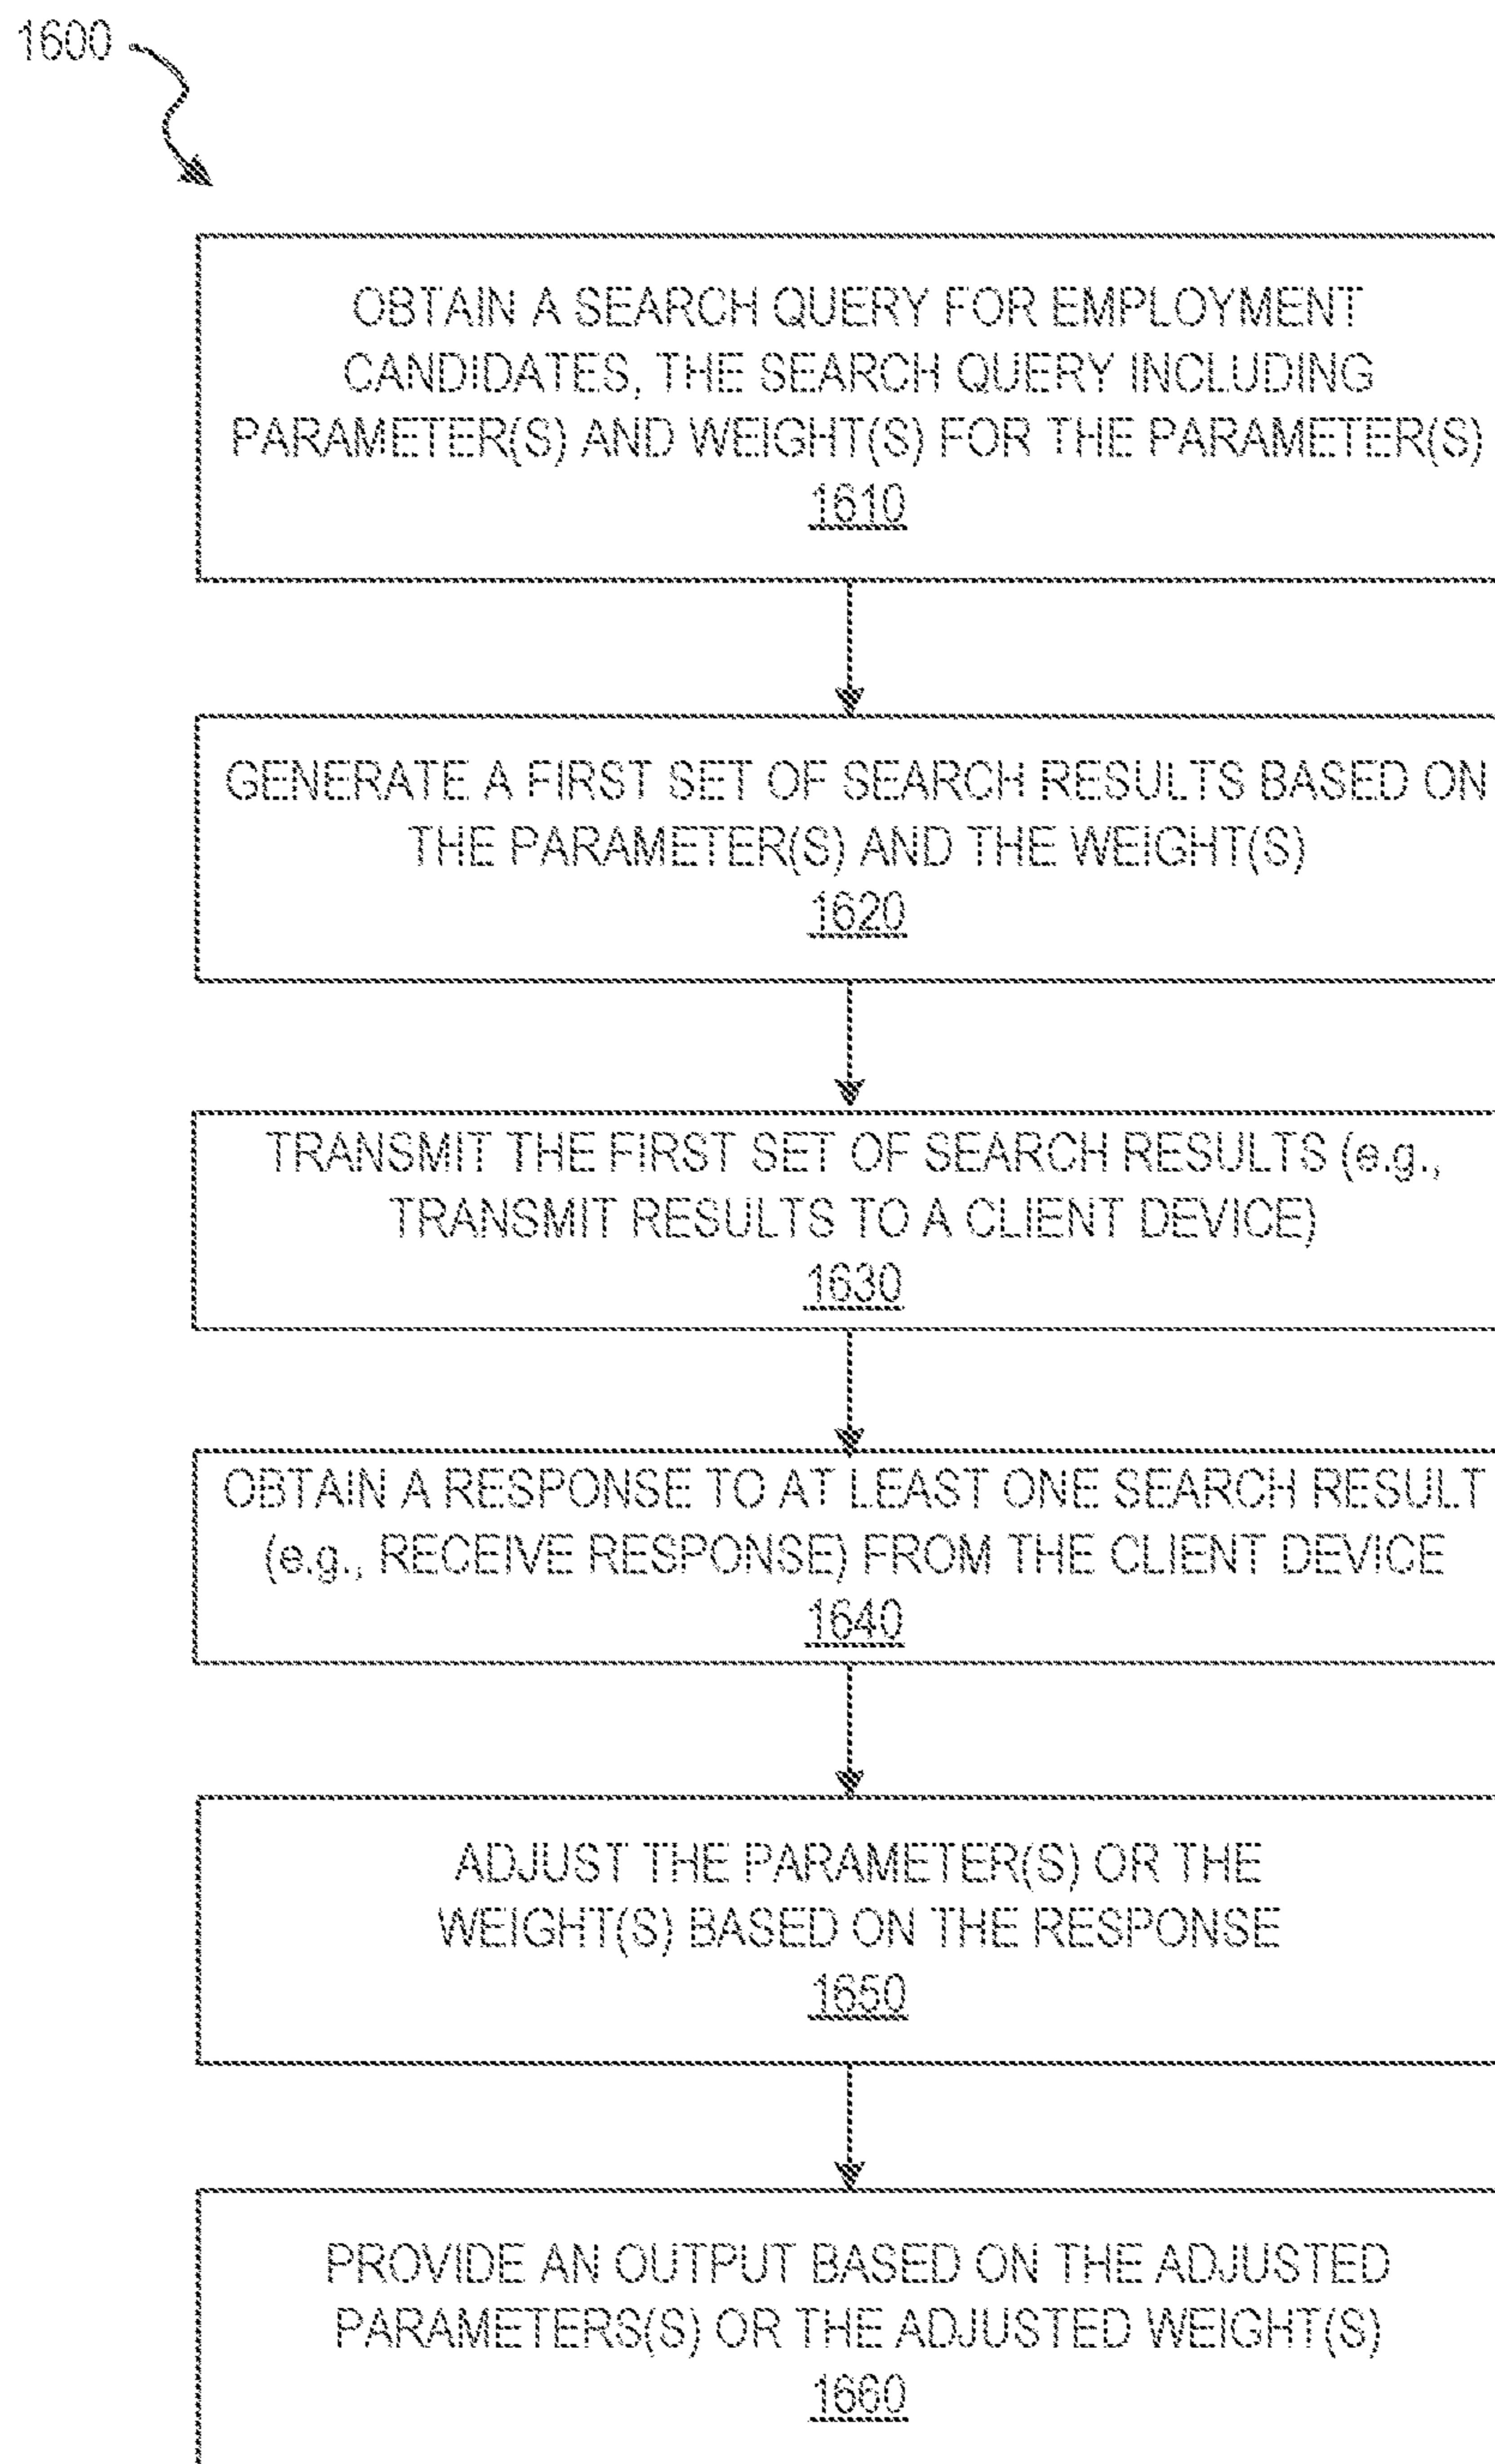 1600
OBTAIN A SEARCH QUERY FOR EMPLOYMENT
CANDIDATES, THE SEARCH QUERY INCLUDING
PARAMETER(S) AND WEIGHT(S) FOR THE PARAMETER(S)
1610
GENERATE A FIRST SET OF SEARCH RESULTS BASED ON
THE PARAMETER(S) AND THE WEIGHT(S)
1620
TRANSMIT THE FIRST SET OF SEARCH RESULTS (e.g.,
TRANSMIT RESULTS TO A CLIENT DEVICE)
1630
OBTAIN A RESPONSE TO AT LEAST ONE SEARCH RESULT
(e.g., RECEIVE RESPONSE) FROM THE CLIENT DEVICE
1640
ADJUST THE PARAMETER(S) OR THE
WEIGHT(S) BASED ON THE RESPONSE
1650
PROVIDE AN OUTPUT BASED ON THE ADJUSTED
PARAMETERS(S) OR THE ADJUSTED WEIGHT(S)
1660